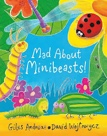 Mad About
Minibeasts!
Giles Andreae
David Wojtowycz